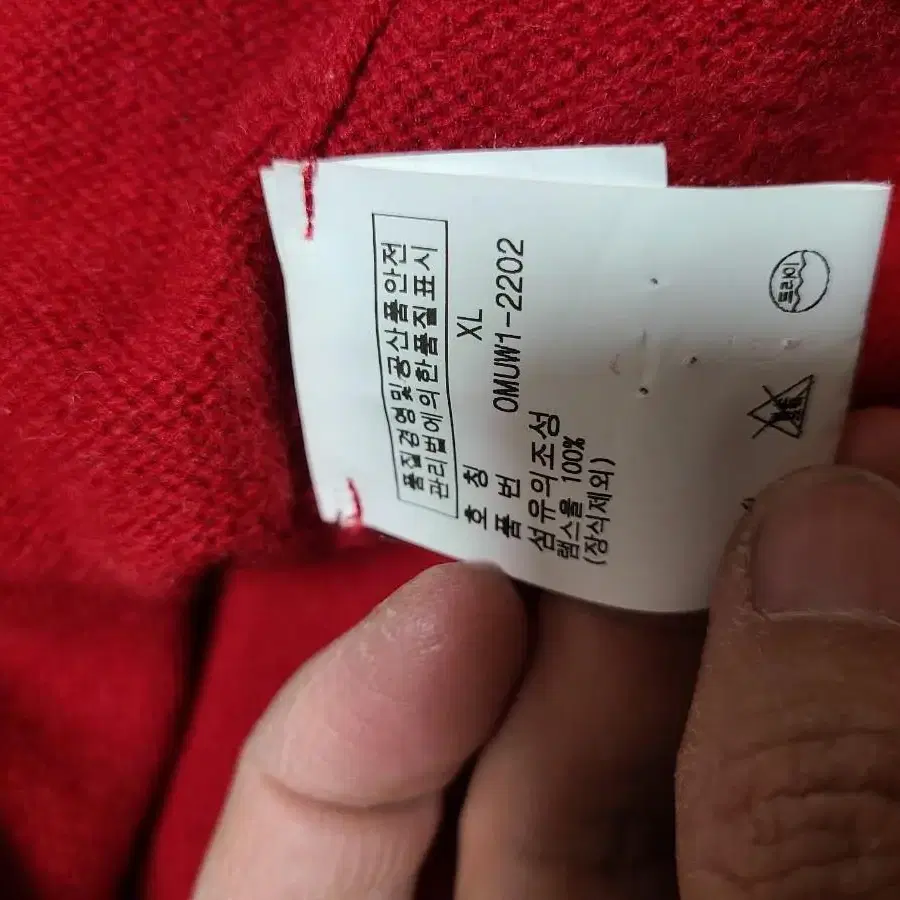 품질경영및공산품안전
관리법에의한품질표시
호 칭 XL
품 번 OMUW1-2202
섬유의조성
램스울 100%
(장식제외)
드라이